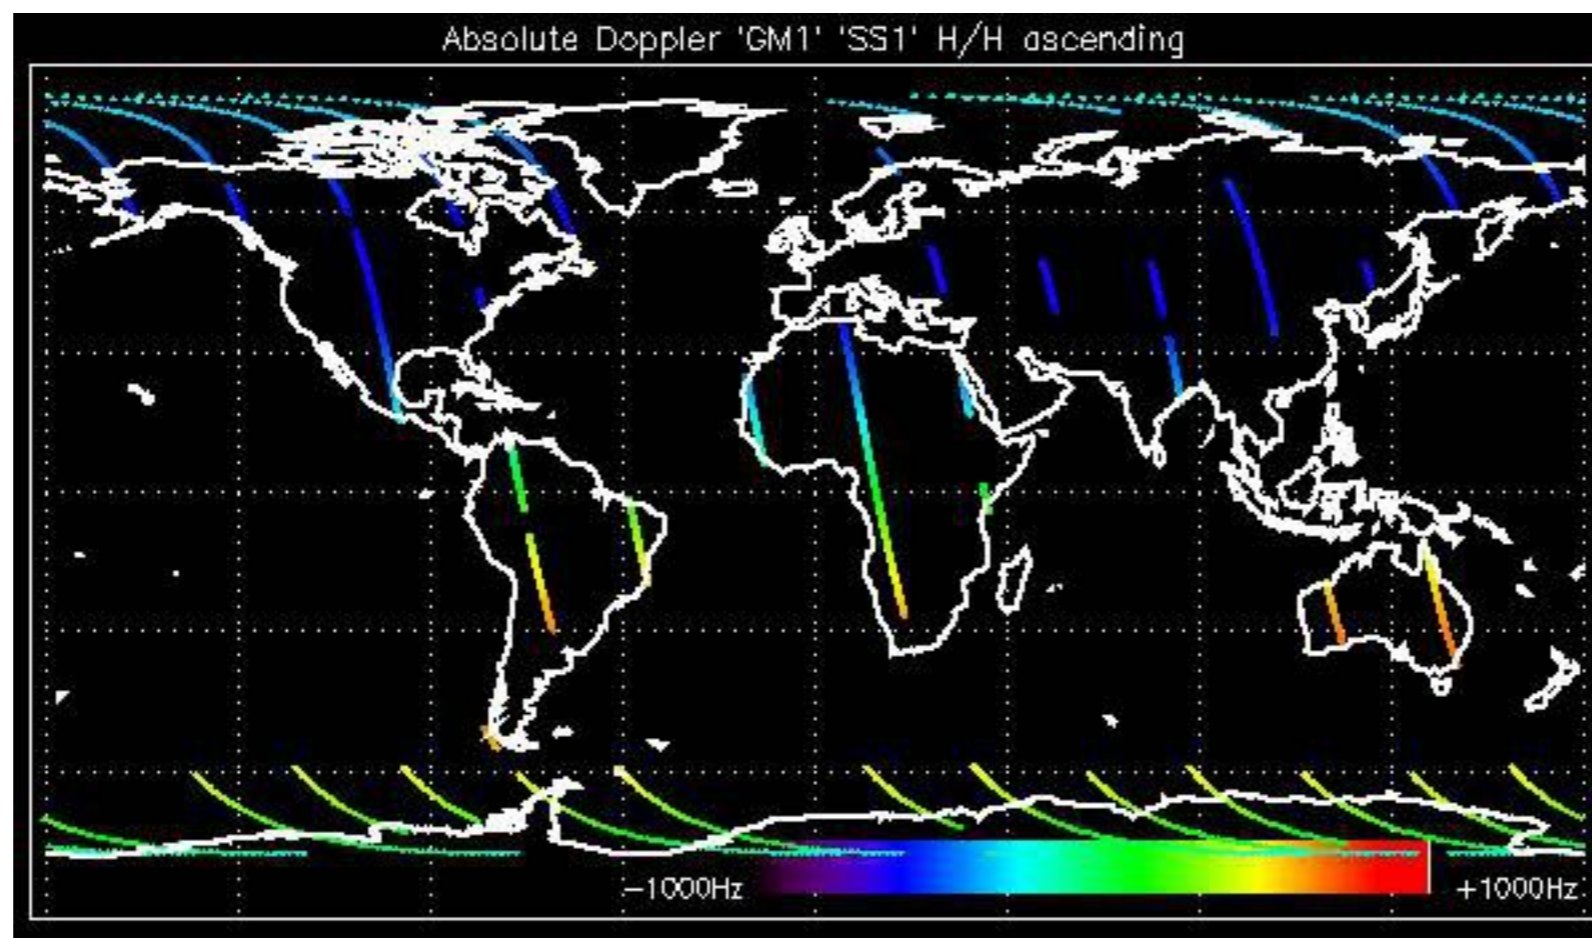 Absolute Doppler 'GM1' 'SS1' H/H ascending
−1000Hz
+1000Hz